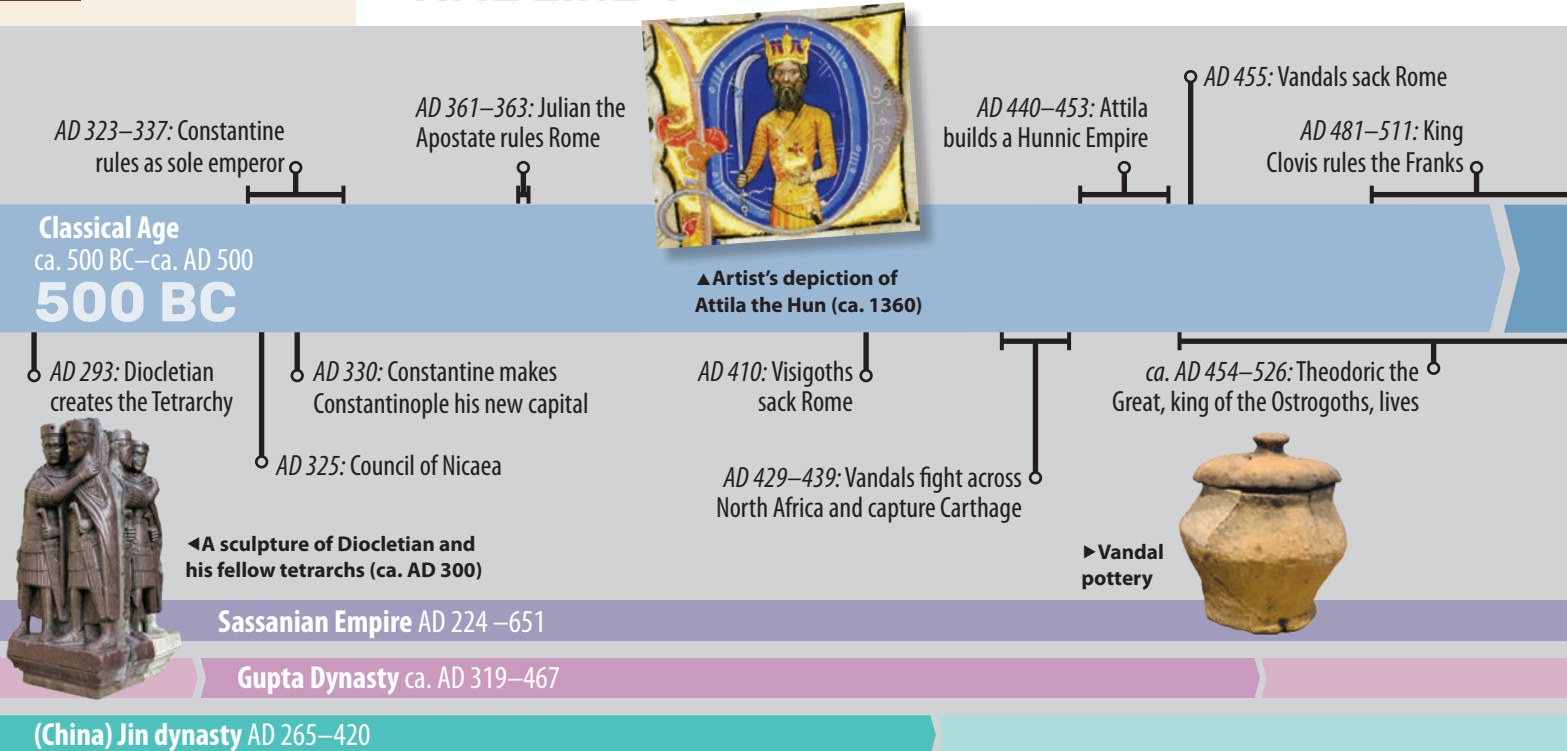 AD 323–337: Constantine
rules as sole emperor
AD 361–363: Julian the
Apostate rules Rome
AD 440–453: Attila
builds a Hunnic Empire
AD 455: Vandals sack Rome
AD 481–511: King
Clovis rules the Franks
Classical Age
ca. 500 BC–ca. AD 500
500 BC
▲Artist’s depiction of
Attila the Hun (ca. 1360)
AD 293: Diocletian
creates the Tetrarchy
AD 330: Constantine makes
Constantinople his new capital
AD 325: Council of Nicaea
AD 410: Visigoths
sack Rome
AD 429–439: Vandals fight across
North Africa and capture Carthage
ca. AD 454–526: Theodoric the
Great, king of the Ostrogoths, lives
◄A sculpture of Diocletian and
his fellow tetrarchs (ca. AD 300)
►Vandal
pottery
Sassanian Empire AD 224 –651
Gupta Dynasty ca. AD 319–467
(China) Jin dynasty AD 265–420